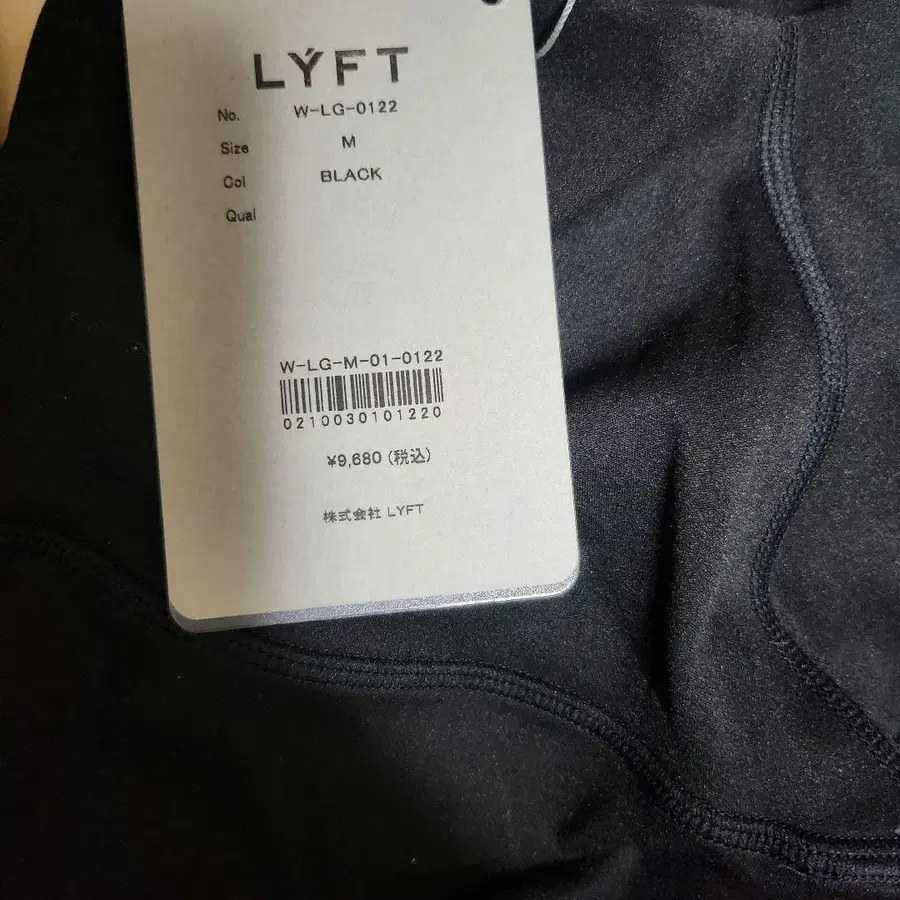 LÝFT
No. W-LG-0122
Size M
Col BLACK
Qual
W-LG-M-01-0122
0210030101220
¥9,680 (税込)
株式会社 LYFT